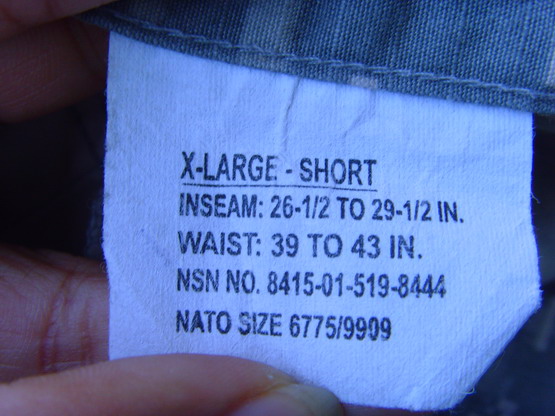 X-LARGE - SHORT
INSEAM: 26-1/2 TO 29-1/2 IN.
WAIST: 39 TO 43 IN.
NSN NO. 8415-01-519-8444
NATO SIZE 6775/9909